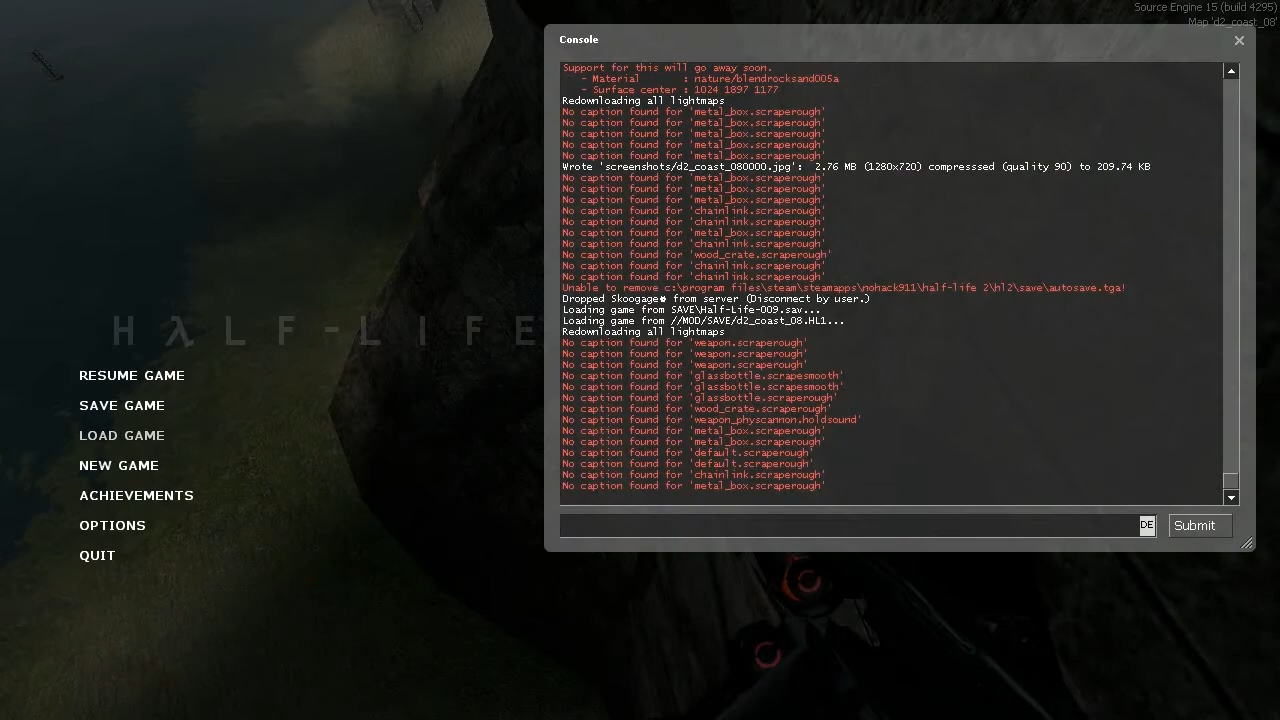 Source Engine 15 (build 4295)
Map 'd2_coast_08'
Console
Support for this will go away soon.
- Material : nature/blendrocksand005a
- Surface center : 1024 1897 1177
Redownloading all lightmaps
No caption found for 'metal_box.scraperough'
No caption found for 'metal_box.scraperough'
No caption found for 'metal_box.scraperough'
No caption found for 'metal_box.scraperough'
No caption found for 'metal_box.scraperough'
Wrote 'screenshots/d2_coast_080000.jpg': 2.76 MB (1280x720) compresssed (quality 90) to 209.74 KB
No caption found for 'metal_box.scraperough'
No caption found for 'metal_box.scraperough'
No caption found for 'metal_box.scraperough'
No caption found for 'chainlink.scraperough'
No caption found for 'chainlink.scraperough'
No caption found for 'metal_box.scraperough'
No caption found for 'chainlink.scraperough'
No caption found for 'wood_crate.scraperough'
No caption found for 'chainlink.scraperough'
No caption found for 'chainlink.scraperough'
Unable to remove c:\program files\steam\steamapps\nohack911\half-life 2\hl2\save\autosave.tga!
Dropped Skoogage from server (Disconnect by user.)
Loading game from SAVE\Half-Life-009.sav...
Loading game from //MOD/SAVE/d2_coast_08.HL1...
Redownloading all lightmaps
No caption found for 'weapon.scraperough'
No caption found for 'weapon.scraperough'
No caption found for 'weapon.scraperough'
No caption found for 'glassbottle.scrapesmooth'
No caption found for 'glassbottle.scrapesmooth'
No caption found for 'glassbottle.scraperough'
No caption found for 'wood_crate.scraperough'
No caption found for 'weapon_physcannon.holdsound'
No caption found for 'metal_box.scraperough'
No caption found for 'metal_box.scraperough'
No caption found for 'default.scraperough'
No caption found for 'default.scraperough'
No caption found for 'chainlink.scraperough'
No caption found for 'metal_box.scraperough'
DE
Submit
HλLF-LIFE
RESUME GAME
SAVE GAME
LOAD GAME
NEW GAME
ACHIEVEMENTS
OPTIONS
QUIT